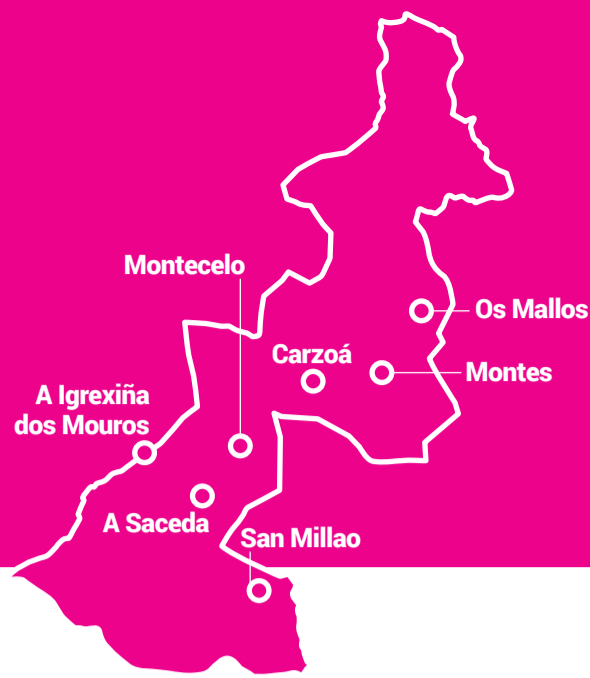 Montecelo
Os Mallos
Carzoá
Montes
A Igrexiña
dos Mouros
A Saceda
San Millao